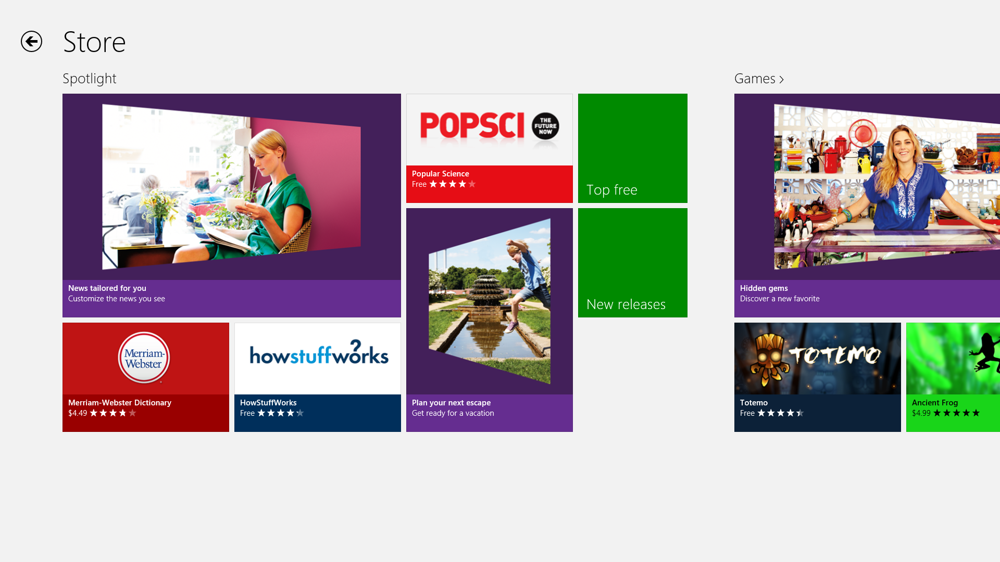 Store
Spotlight
News tailored for you
Customize the news you see
POPSCI
THE
FUTURE
NOW
Popular Science
Free
Top free
New releases
Merriam-
Webster
Merriam-Webster Dictionary
$4.49
howstuffworks
?
HowStuffWorks
Free
Plan your next escape
Get ready for a vacation
Games >
Hidden gems
Discover a new favorite
TOTEMO
Totemo
Free
Ancient Frog
$4.99